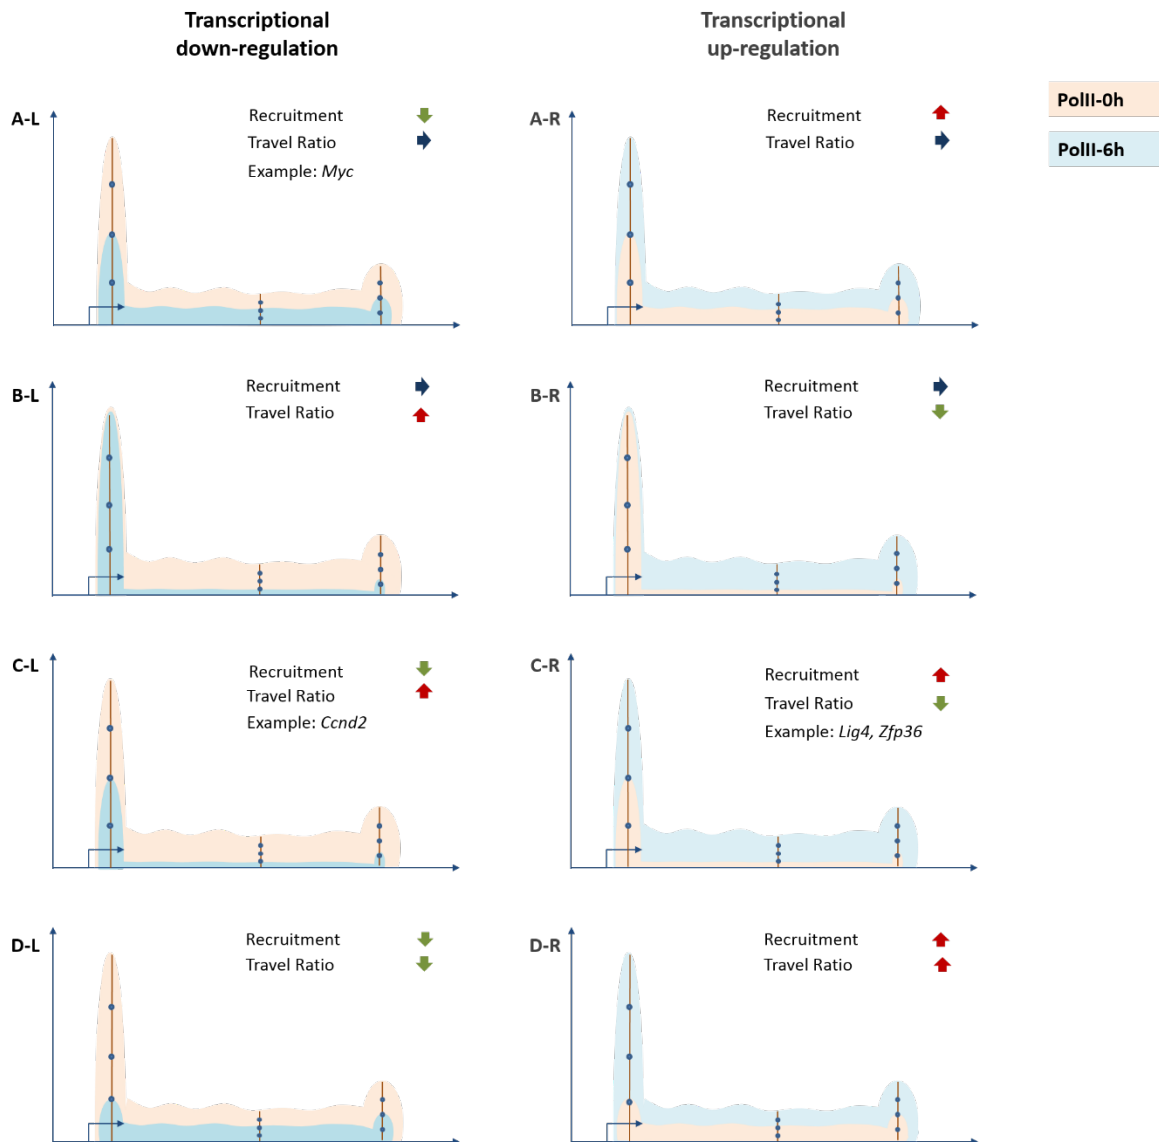 Transcriptional
down-regulation
Transcriptional
up-regulation
PolII-0h
PolII-6h
A-L
Recruitment
Travel Ratio
Example: Myc
A-R
Recruitment
Travel Ratio
B-L
Recruitment
Travel Ratio
B-R
Recruitment
Travel Ratio
C-L
Recruitment
Travel Ratio
Example: Ccnd2
C-R
Recruitment
Travel Ratio
Example: Lig4, Zfp36
D-L
Recruitment
Travel Ratio
D-R
Recruitment
Travel Ratio